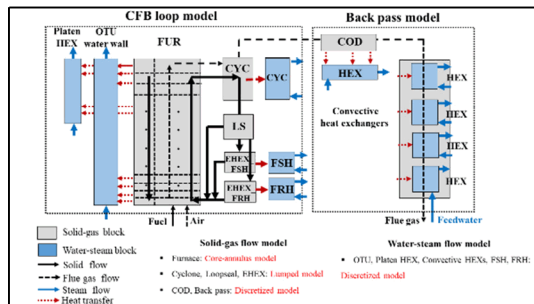 CFB loop model
Back pass model
Platen
HEX
OTU
water wall
FUR
CYC
CYC
LS
EHEX
FSH
FSH
EHEX
FRH
FRH
Fuel
Air
COD
HEX
Convective
heat exchangers
HEX
HEX
HEX
HEX
Flue gas
Feedwater
Solid-gas block
Water-steam block
Solid flow
Flue gas flow
Steam flow
Heat transfer
Solid-gas flow model
• Furnace: Core-annulus model
• Cyclone, Loopseal, EHEX: Lumped model
• COD, Back pass: Discretized model
Water-steam flow model
• OTU, Platen HEX, Convective HEXs, FSH, FRH:
Discretized model